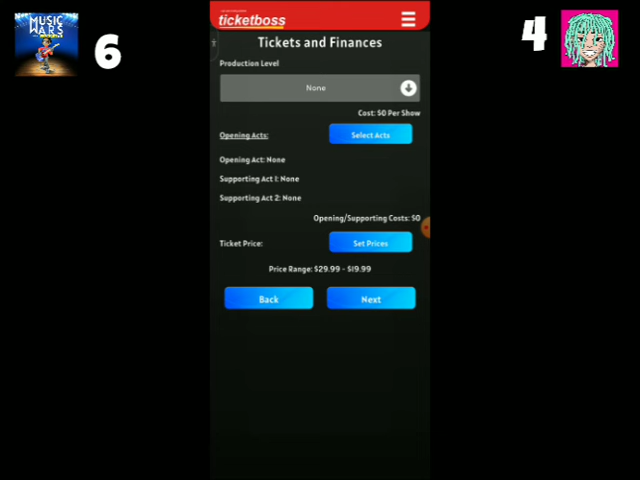 MUSIC
WARS
6
4
ticketboss
Tickets and Finances
Production Level
None
Cost: $0 Per Show
Opening Acts:
Select Acts
Opening Act: None
Supporting Act 1: None
Supporting Act 2: None
Opening/Supporting Costs: $0
Ticket Price:
Set Prices
Price Range: $29.99 - $19.99
Back
Next